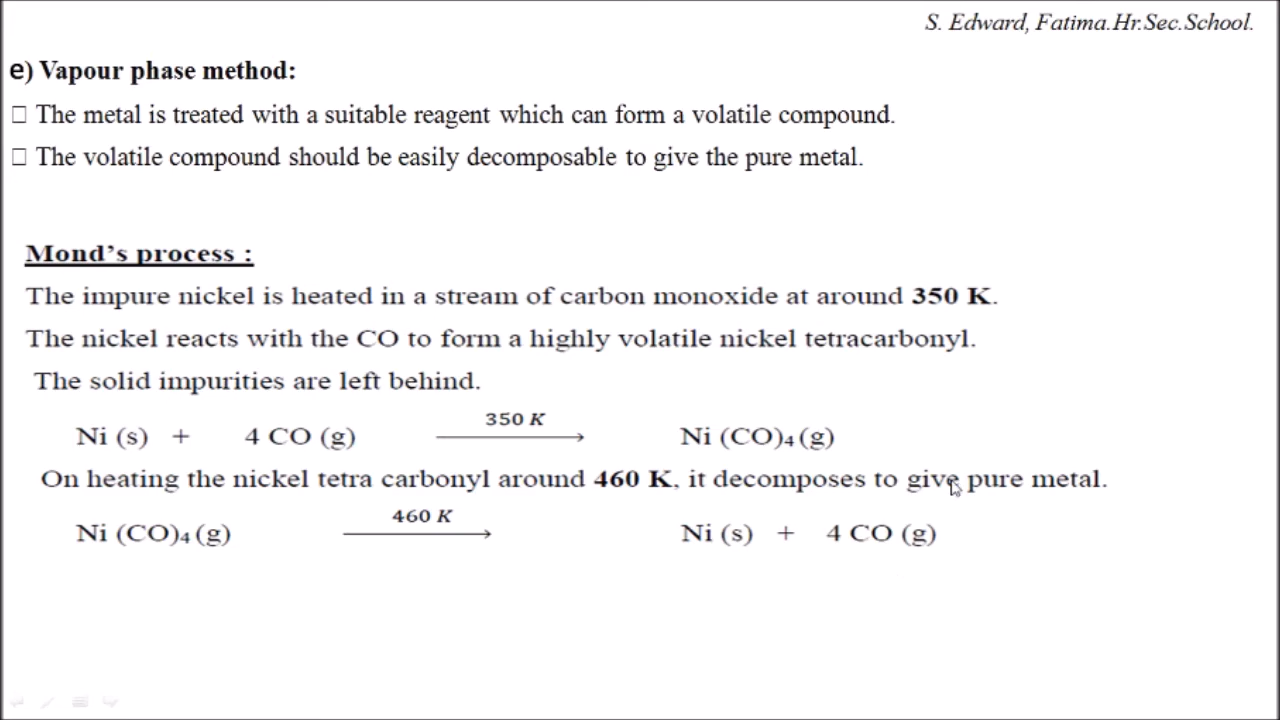 S. Edward, Fatima.Hr.Sec.School.
e) Vapour phase method:
□ The metal is treated with a suitable reagent which can form a volatile compound.
□ The volatile compound should be easily decomposable to give the pure metal.
Mond's process :
The impure nickel is heated in a stream of carbon monoxide at around 350 K.
The nickel reacts with the CO to form a highly volatile nickel tetracarbonyl.
The solid impurities are left behind.
Ni (s) + 4 CO (g) 350 K → Ni (CO)₄ (g)
On heating the nickel tetra carbonyl around 460 K, it decomposes to give pure metal.
Ni (CO)₄ (g) 460 K → Ni (s) + 4 CO (g)